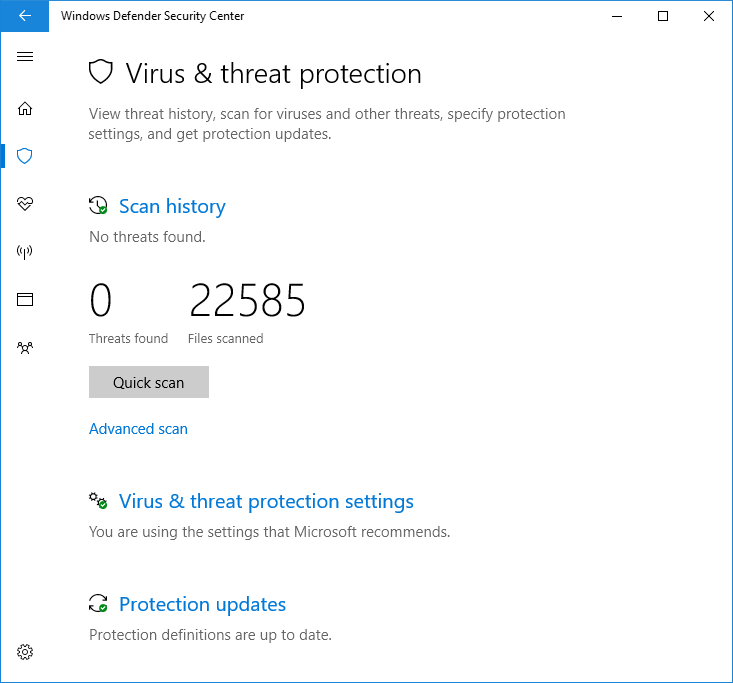 Windows Defender Security Center
Virus & threat protection
View threat history, scan for viruses and other threats, specify protection
settings, and get protection updates.
Scan history
No threats found.
0 22585
Threats found Files scanned
Quick scan
Advanced scan
Virus & threat protection settings
You are using the settings that Microsoft recommends.
Protection updates
Protection definitions are up to date.